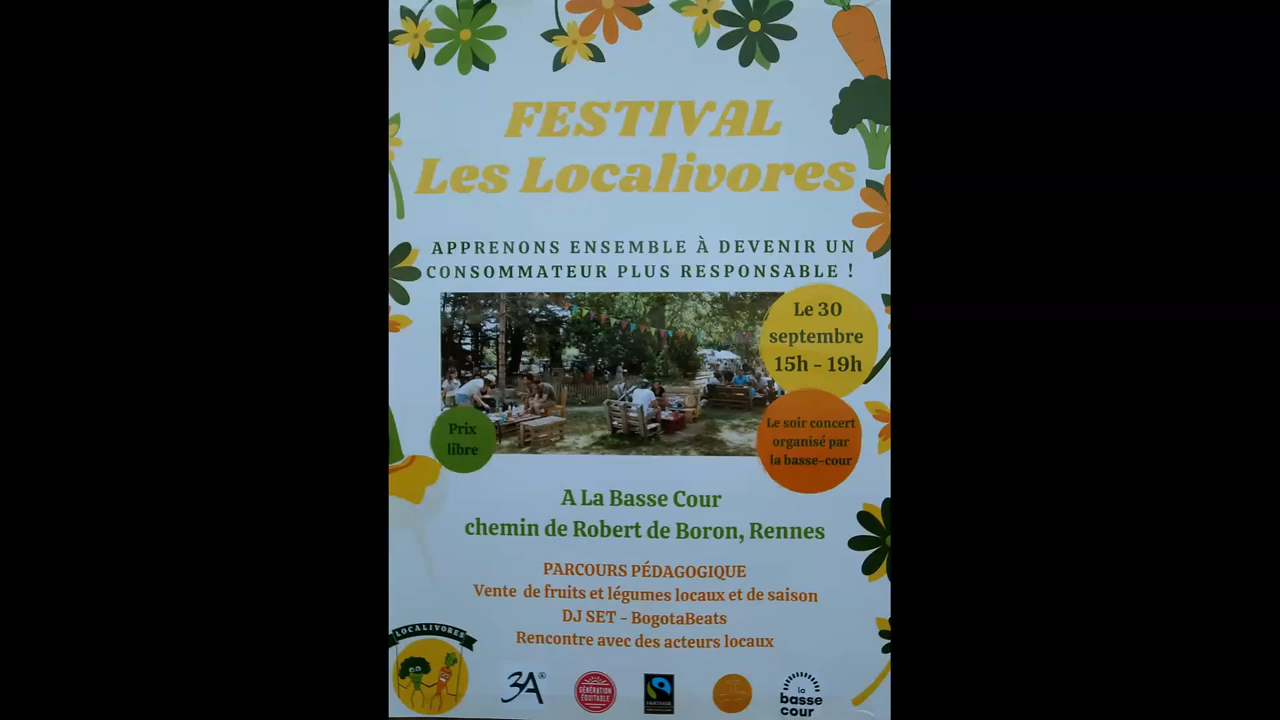 FESTIVAL
Les Localivores
APPRENONS ENSEMBLE À DEVENIR UN
CONSOMMATEUR PLUS RESPONSABLE !
Le 30
septembre
15h - 19h
Prix
libre
Le soir concert
organisé par
la basse-cour
A La Basse Cour
chemin de Robert de Boron, Rennes
PARCOURS PÉDAGOGIQUE
Vente de fruits et légumes locaux et de saison
DJ SET - BogotaBeats
Rencontre avec des acteurs locaux
LOCALIVORES
3A
GÉNÉRATION
ÉQUITABLE
FAIRTRADE
la
basse
cour